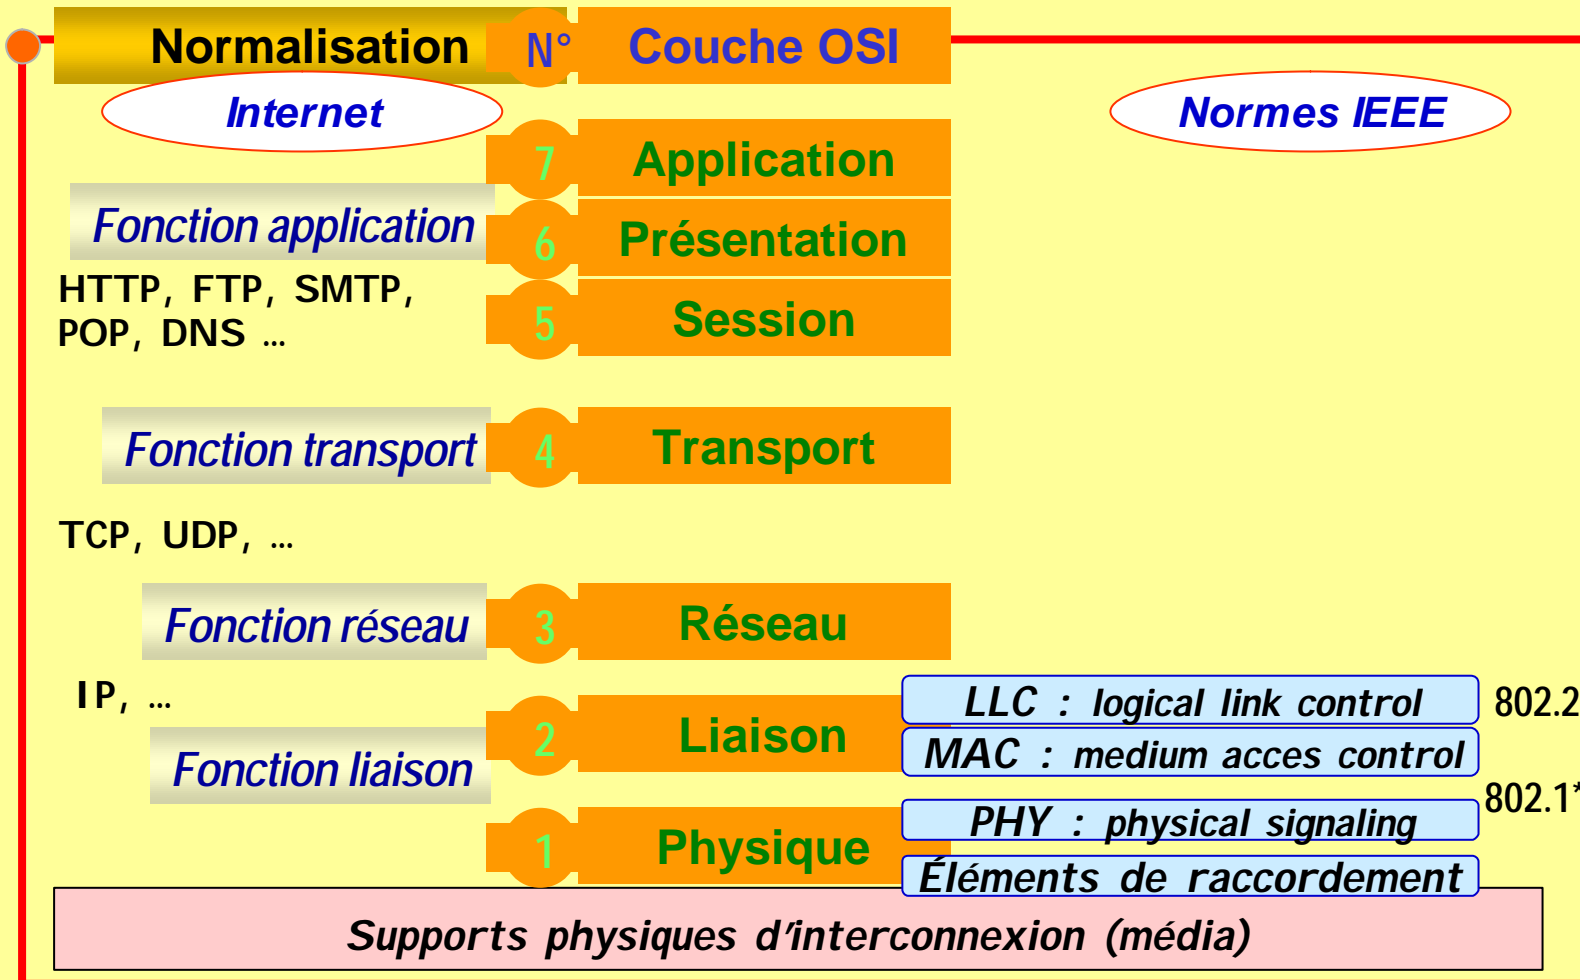 Normalisation N° Couche OSI
Internet
Normes IEEE
7 Application
Fonction application
6 Présentation
HTTP, FTP, SMTP,
POP, DNS ...
5 Session
Fonction transport
4 Transport
TCP, UDP, ...
Fonction réseau
3 Réseau
IP, ...
LLC : logical link control 802.2
2 Liaison
MAC : medium acces control
Fonction liaison
802.1*
PHY : physical signaling
1 Physique
Éléments de raccordement
Supports physiques d'interconnexion (média)